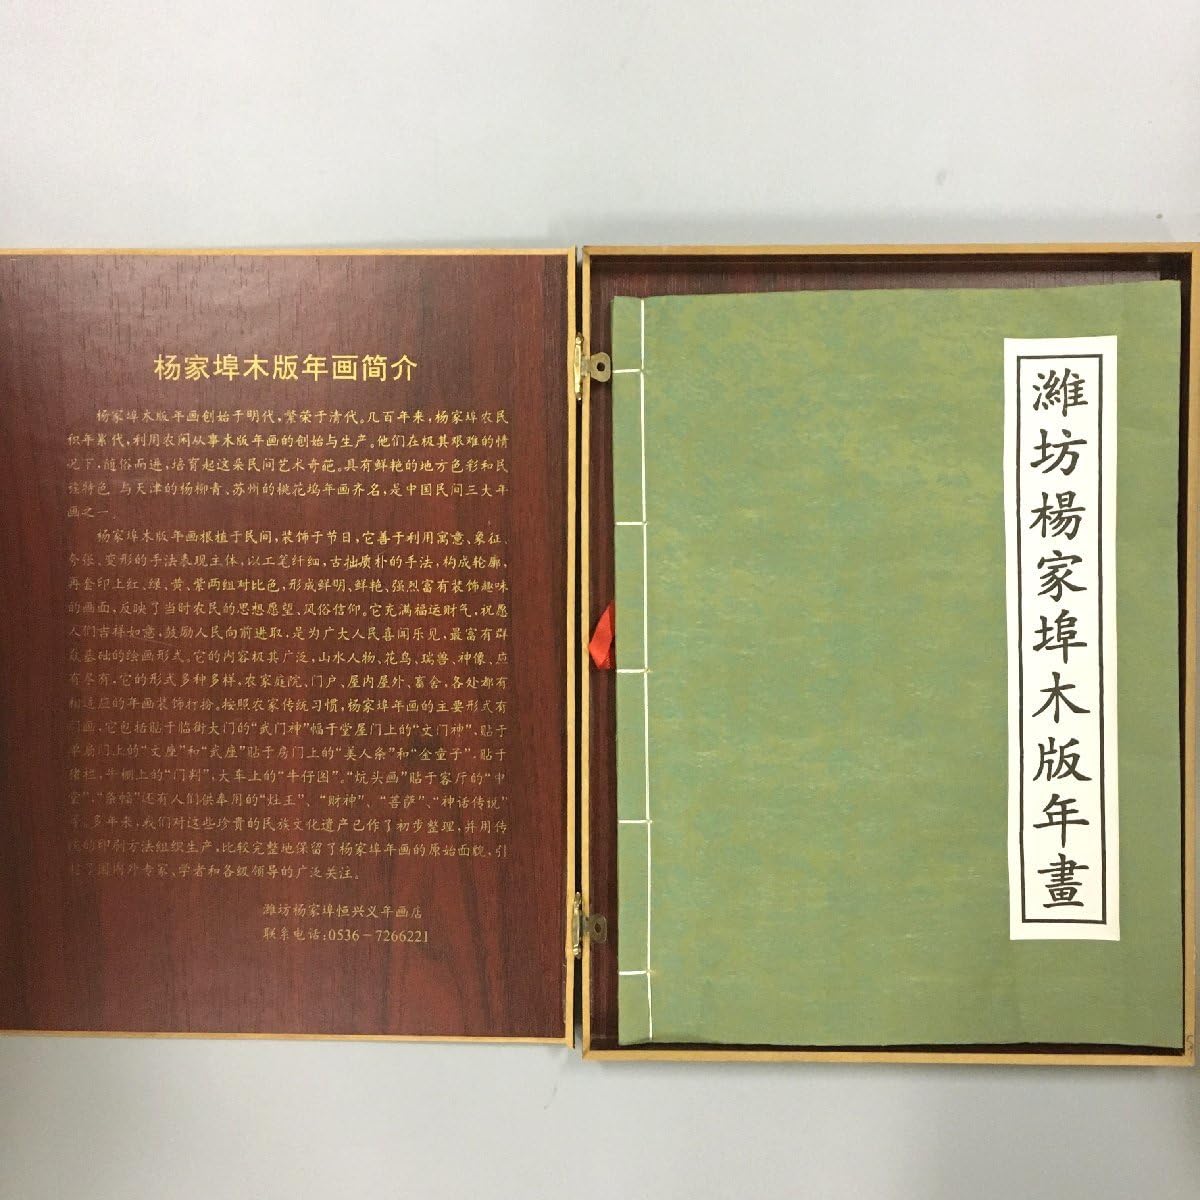 杨家埠木版年画简介
杨家埠木版年画创始于明代,繁荣于清代。几百年来,杨家埠农民
积年累代,利用农闲从事木版年画的创始与生产。他们在极其艰难的情
况下,随俗而进,培育起这朵民间艺术奇葩。具有鲜艳的地方色彩和民
族特色 与天津的杨柳青、苏州的桃花坞年画齐名,是中国民间三大年
画之一.
杨家埠木版年画根植于民间,装饰于节日,它善于利用寓意、象征、
夸张、变形的手法表现主体,以工笔纤细,古拙质朴的手法,构成轮廓,
再套印上红、绿、黄、紫两组对比色,形成鲜明、鲜艳、强烈富有装饰趣味
的画面,反映了当时农民的思想愿望、风俗信仰。它充满福运财气,祝愿
人们吉祥如意,鼓励人民向前进取,是为广大人民喜闻乐见,最富有群
众基础的绘画形式。它的内容极其广泛,山水人物、花鸟、瑞兽、神像、应
有尽有,它的形式多种多样,农家庭院、门户、屋内屋外、畜舍,各处都有
相适应的年画装饰打扮。按照农家传统习惯,杨家埠年画的主要形式有
门画,它包括贴于临街大门的“武门神”幅于堂屋门上的“文门神”、贴于
单扇门上的“文座”和“武座”贴于房门上的“美人条”和“金童子”.贴于
猪栏,牛棚上的“门判”,大车上的“牛仔图”。“炕头画”贴于客厅的“中
堂”.“条幅”还有人们供奉用的“灶王”、“财神”、“菩萨”、“神话传说”
等。多年来,我们对这些珍贵的民族文化遗产已作了初步整理,并用传
统的印刷方法组织生产,比较完整地保留了杨家埠年画的原始面貌,引
起了国内外专家、学者和各级领导的广泛关注。
潍坊杨家埠恒兴义年画店
联系电话:0536-7266221
濰坊楊家埠木版年畫